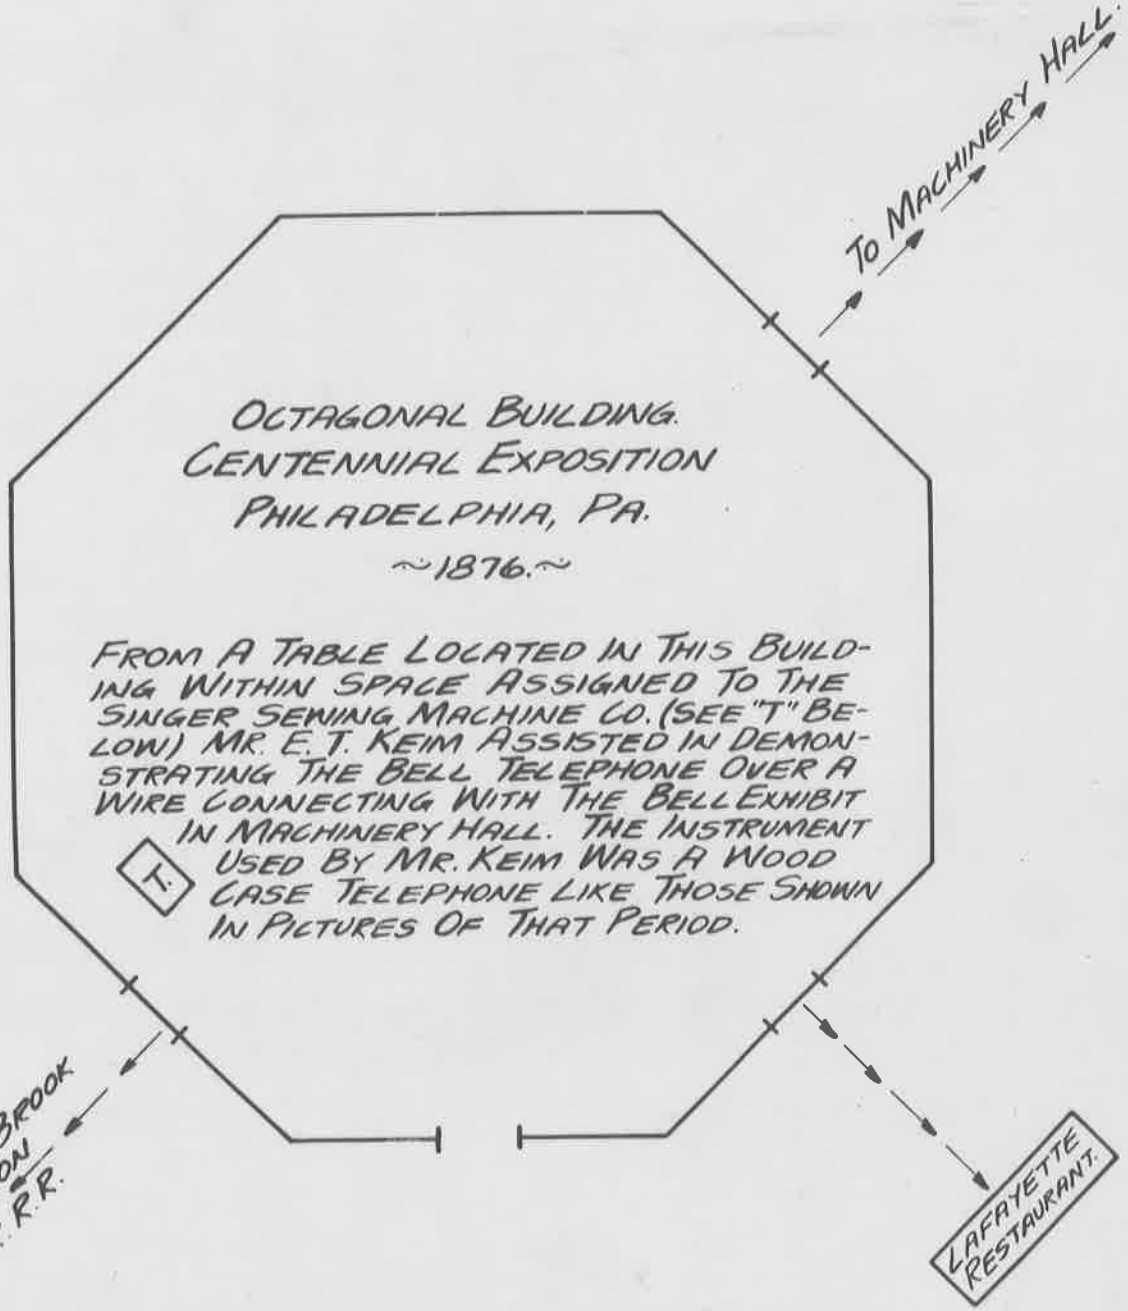 TO MACHINERY HALL.
OCTAGONAL BUILDING.
CENTENNIAL EXPOSITION
PHILADELPHIA, PA.
~1876.~
FROM A TABLE LOCATED IN THIS BUILD-
ING WITHIN SPACE ASSIGNED TO THE
SINGER SEWING MACHINE CO. (SEE "T" BE-
LOW) MR. E. T. KEIM ASSISTED IN DEMON-
STRATING THE BELL TELEPHONE OVER A
WIRE CONNECTING WITH THE BELL EXHIBIT
IN MACHINERY HALL. THE INSTRUMENT
USED BY MR. KEIM WAS A WOOD
CASE TELEPHONE LIKE THOSE SHOWN
IN PICTURES OF THAT PERIOD.
T.
BROOK
ON
R.R.
LAFAYETTE
RESTAURANT.